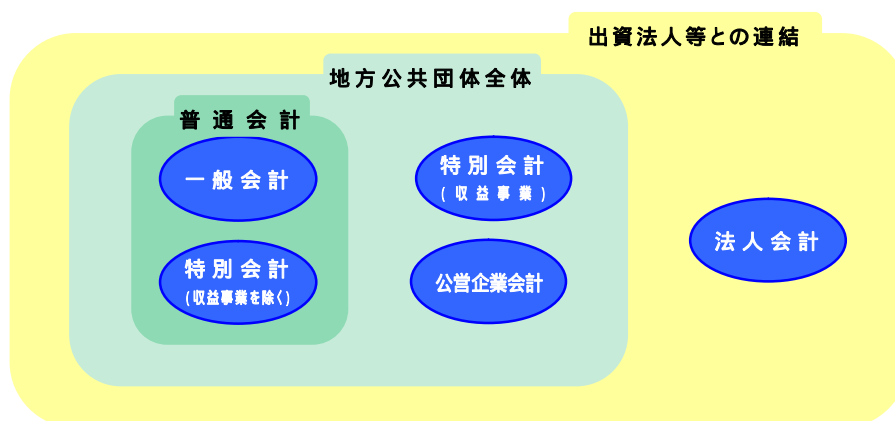 出資法人等との連結
地方公共団体全体
普通会計
一般会計
特別会計
(収益事業)
法人会計
特別会計
(収益事業を除く)
公営企業会計